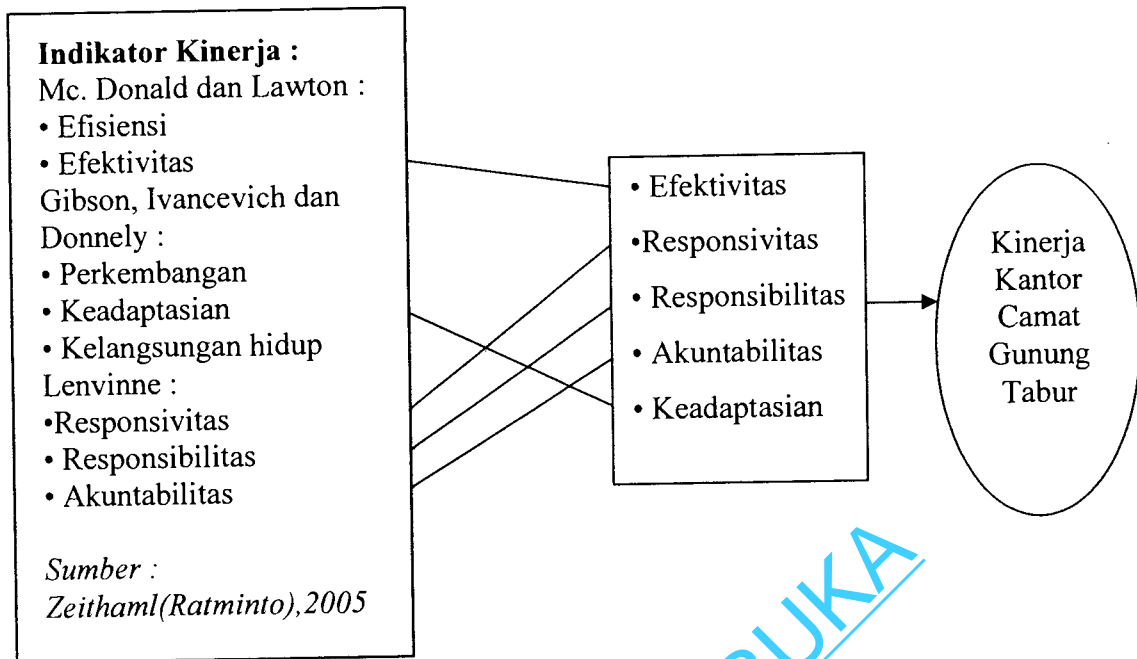 Indikator Kinerja :
Mc. Donald dan Lawton :
• Efisiensi
• Efektivitas
Gibson, Ivancevich dan
Donnely :
• Perkembangan
• Keadaptasian
• Kelangsungan hidup
Lenvinne :
•Responsivitas
• Responsibilitas
• Akuntabilitas
Sumber :
Zeithaml(Ratminto),2005
• Efektivitas
•Responsivitas
• Responsibilitas
• Akuntabilitas
• Keadaptasian
Kinerja
Kantor
Camat
Gunung
Tabur
BUKA